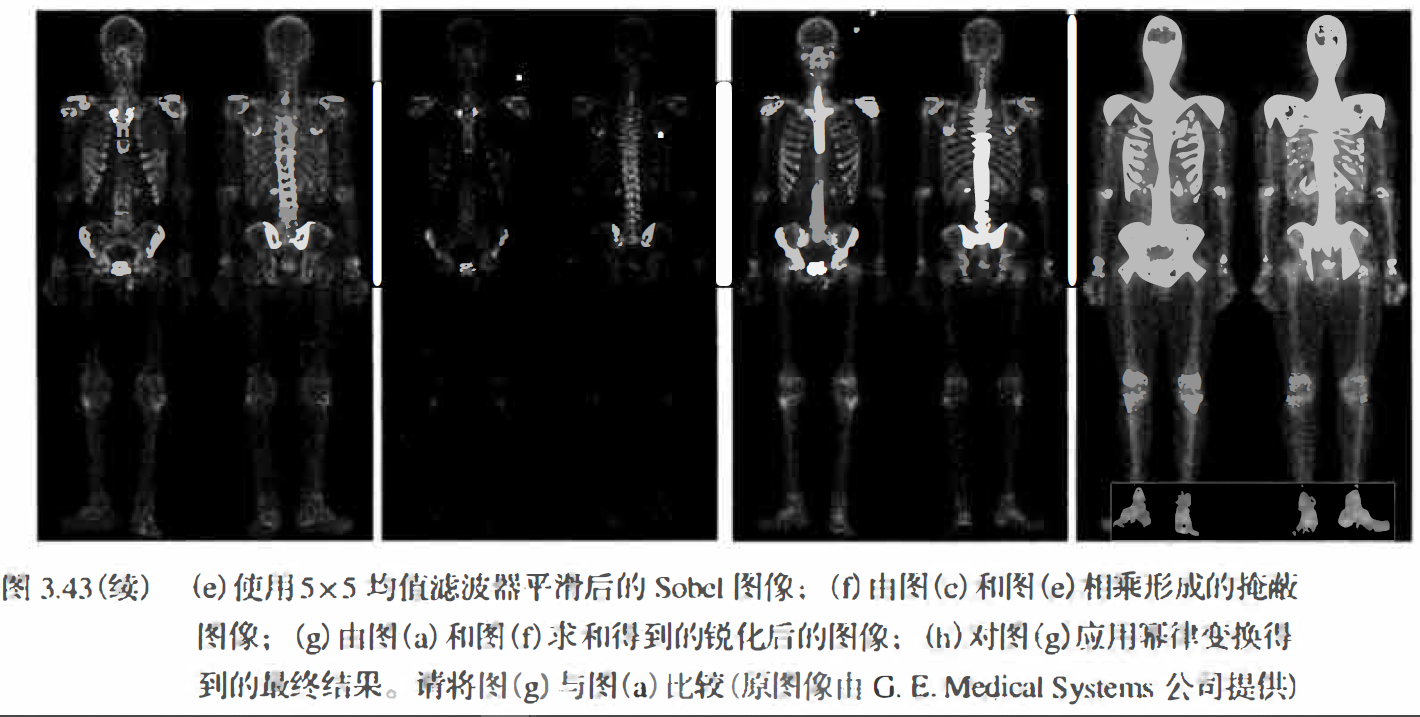 图 3.43(续) (e)使用5×5 均值滤波器平滑后的 Sobel 图像；(f)由图(c)和图(e)相乘形成的掩蔽
图像；(g)由图(a)和图(f)求和得到的锐化后的图像；(h)对图(g)应用幂律变换得
到的最终结果。请将图(g)与图(a)比较(原图像由 G. E. Medical Systems 公司提供)